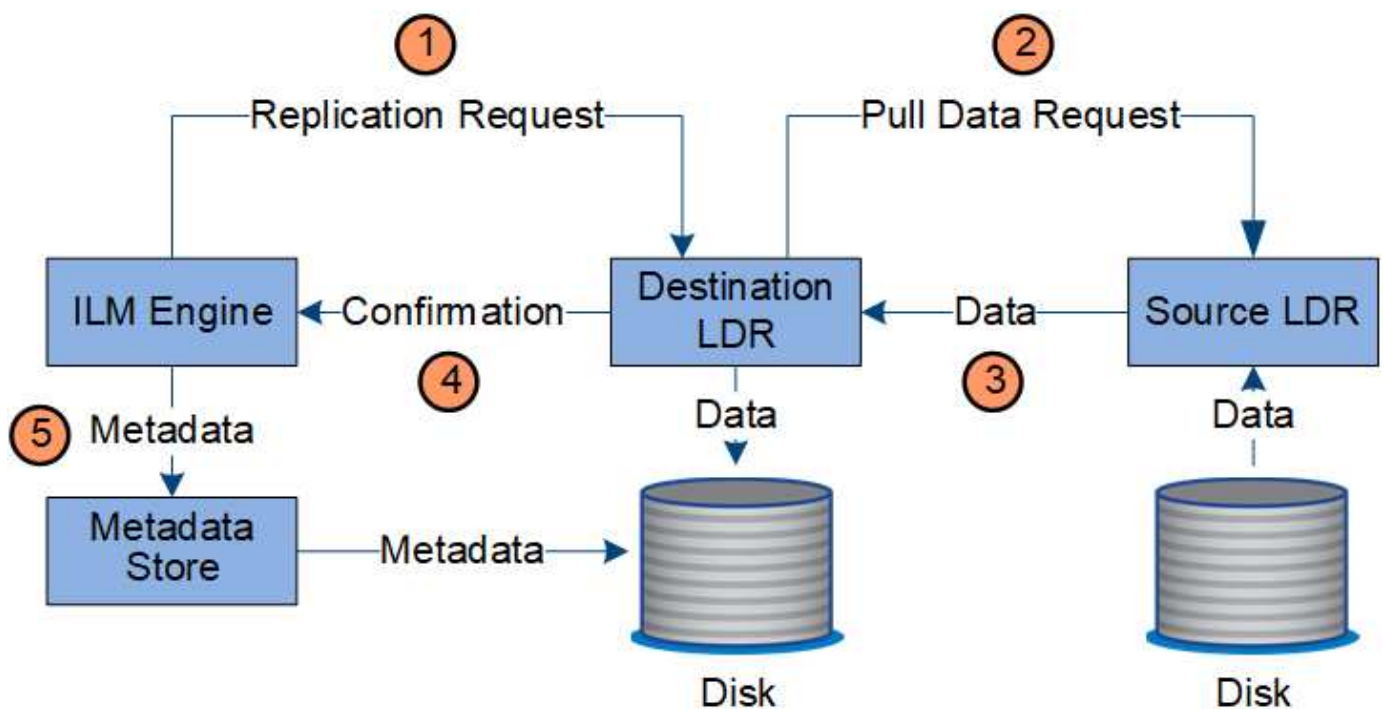 1
2
Replication Request
Pull Data Request
ILM Engine
Confirmation
Destination
LDR
Data
Source LDR
4
3
5
Metadata
Data
Data
Metadata
Store
Metadata
Disk
Disk